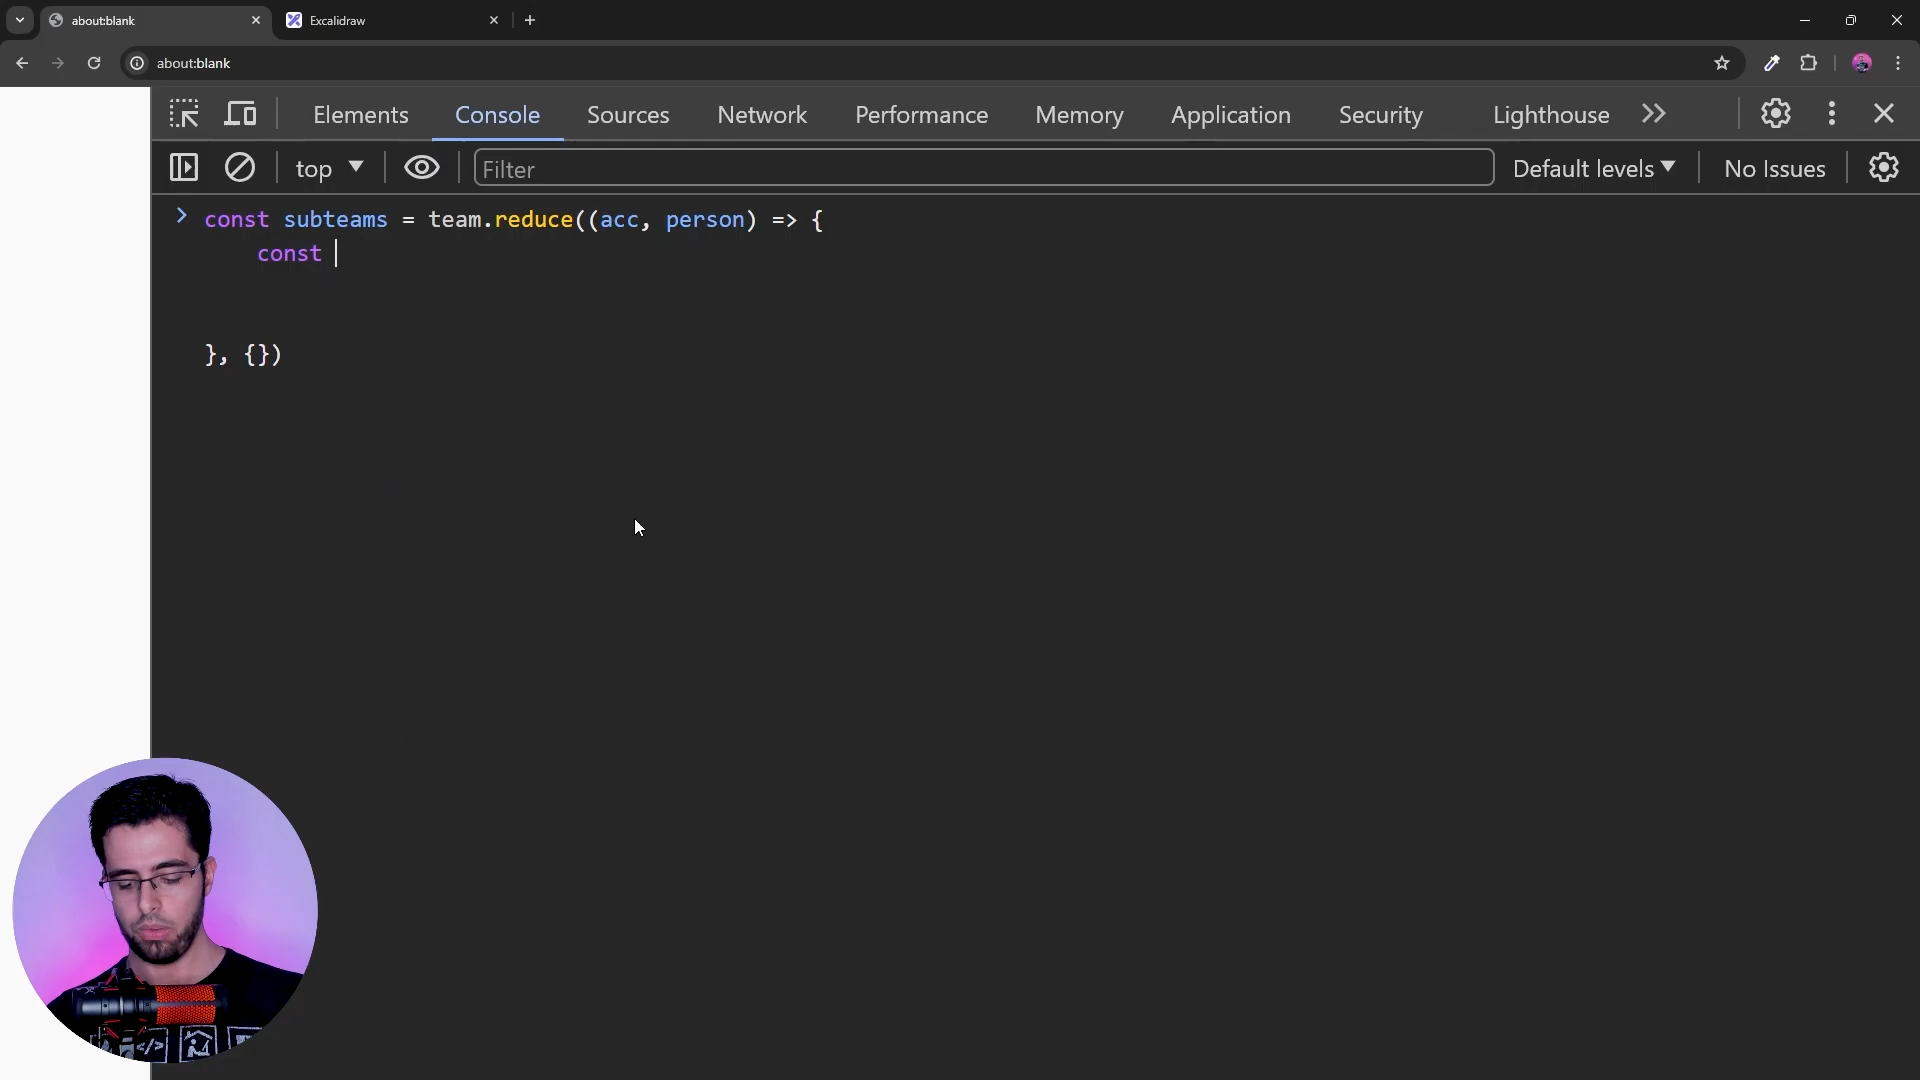 about:blank
Excalidraw
about:blank
Elements Console Sources Network Performance Memory Application Security Lighthouse
top Filter Default levels No Issues
> const subteams = team.reduce((acc, person) => {
const
}, {})
</>